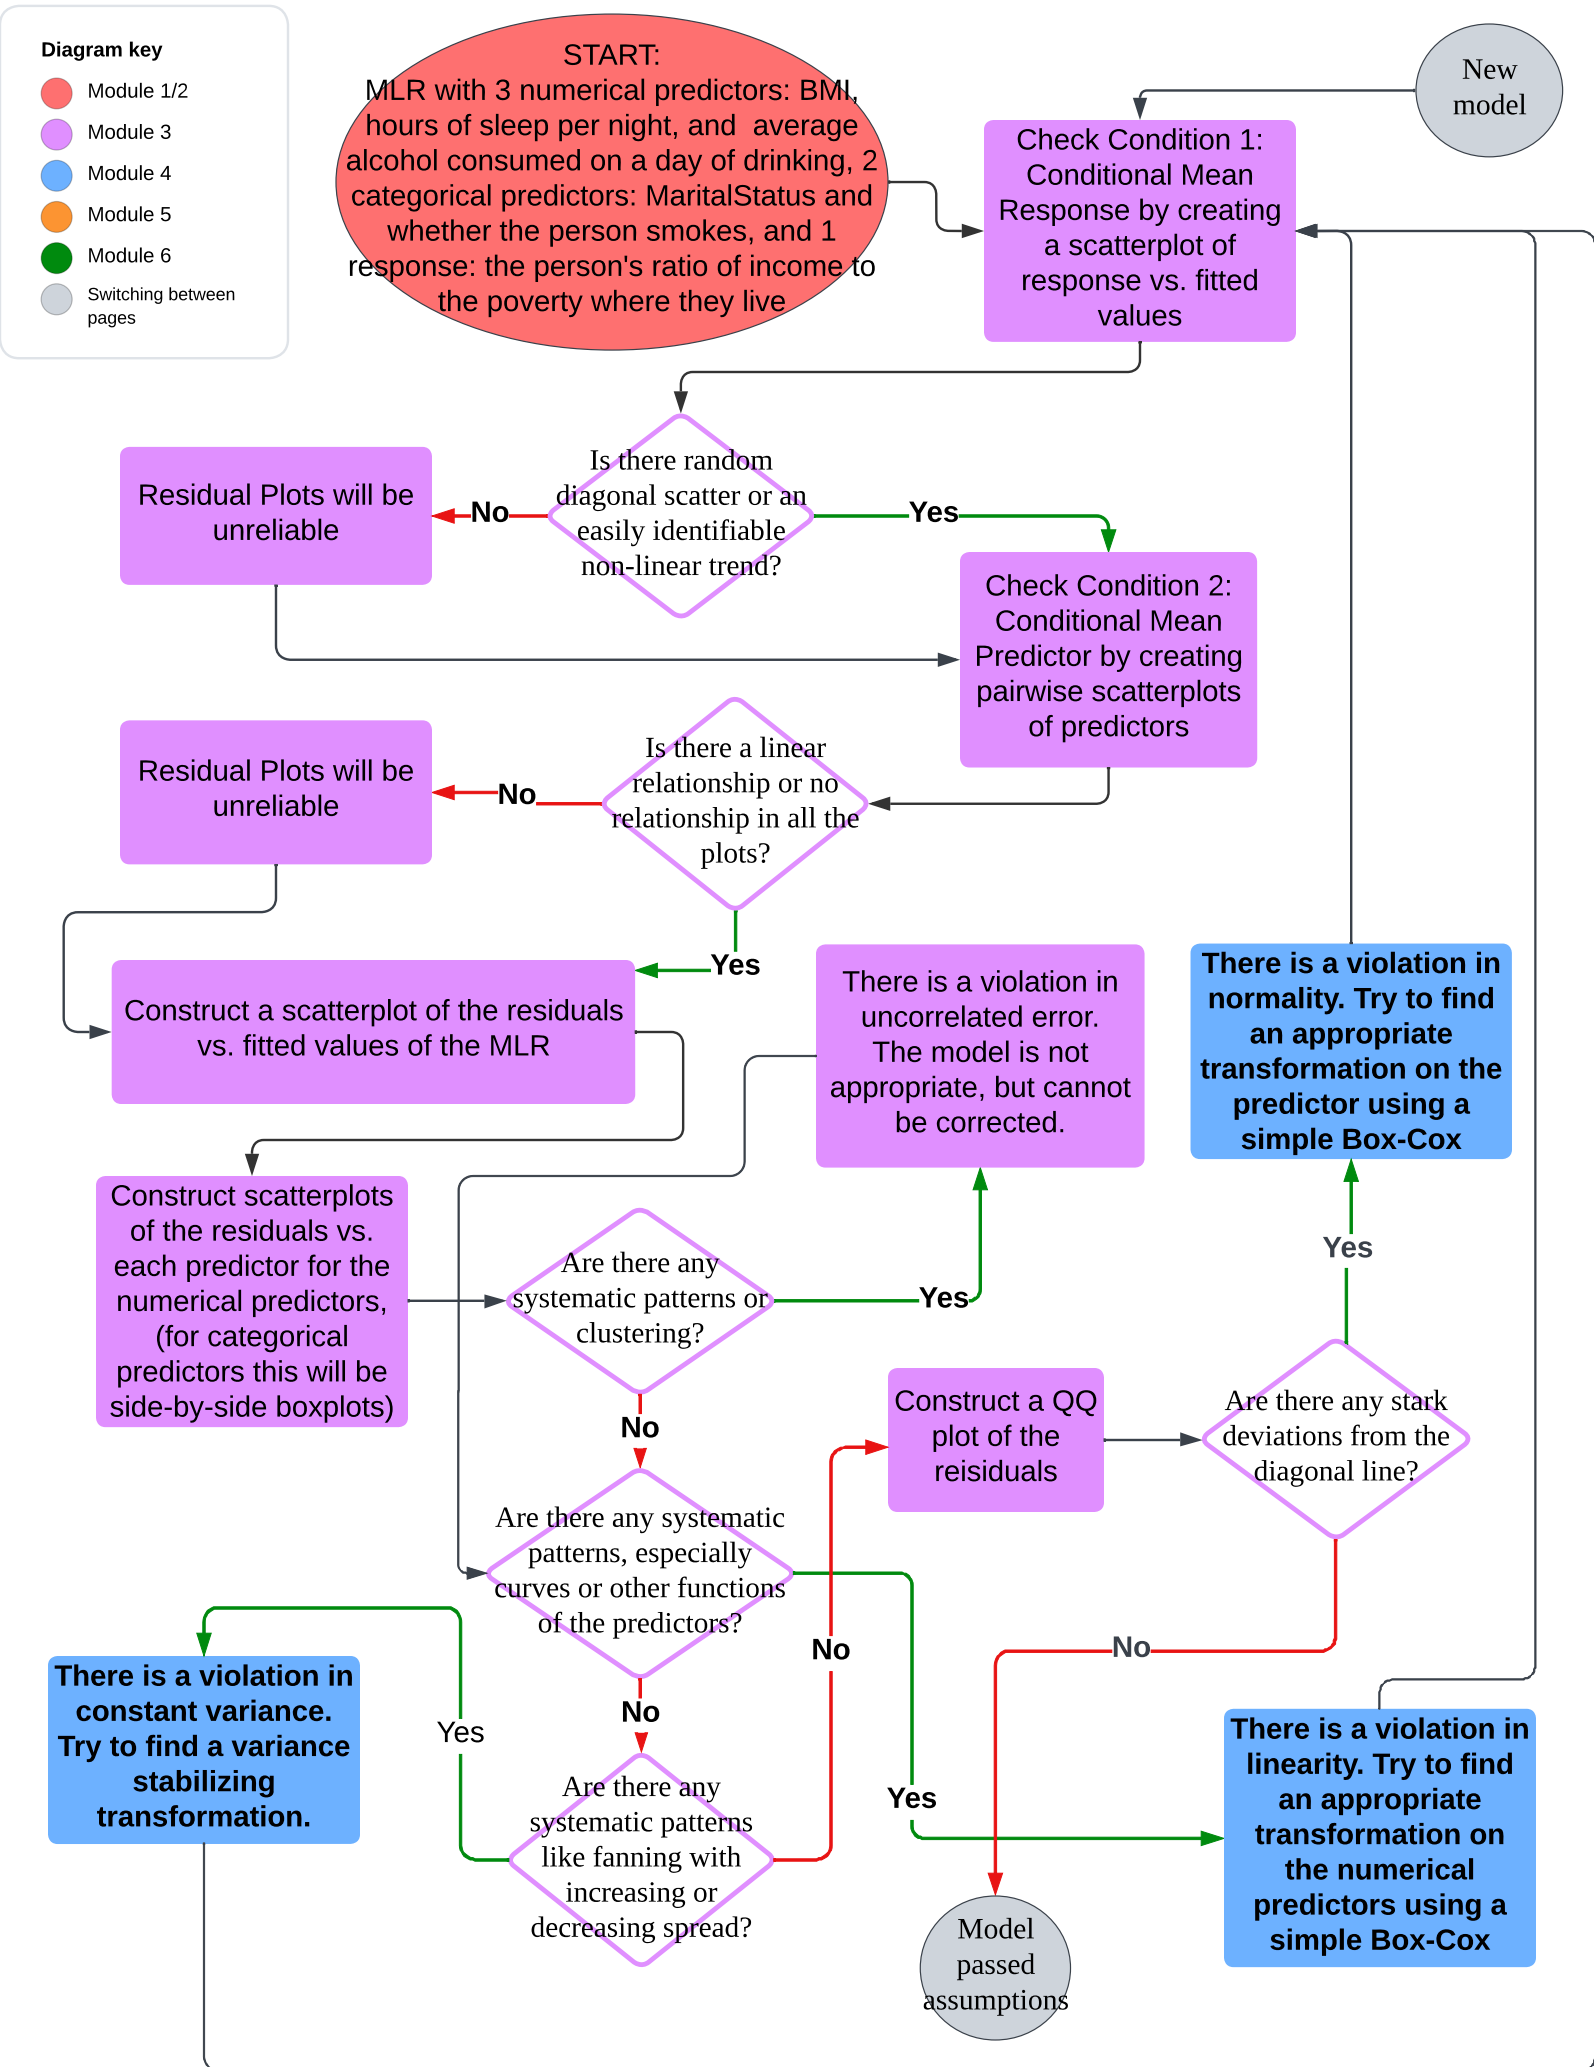 Diagram key
Module 1/2
Module 3
Module 4
Module 5
Module 6
Switching between
pages
START:
MLR with 3 numerical predictors: BMI,
hours of sleep per night, and  average
alcohol consumed on a day of drinking, 2
categorical predictors: MaritalStatus and
whether the person smokes, and 1
response: the person's ratio of income to
the poverty where they live
New
model
Check Condition 1:
Conditional Mean
Response by creating
a scatterplot of
response vs. fitted
values
Is there random
diagonal scatter or an
easily identifiable
non-linear trend?
No
Yes
Residual Plots will be
unreliable
Check Condition 2:
Conditional Mean
Predictor by creating
pairwise scatterplots
of predictors
Is there a linear
relationship or no
relationship in all the
plots?
No
Yes
Residual Plots will be
unreliable
Construct a scatterplot of the residuals
vs. fitted values of the MLR
There is a violation in
uncorrelated error.
The model is not
appropriate, but cannot
be corrected.
There is a violation in
normality. Try to find
an appropriate
transformation on the
predictor using a
simple Box-Cox
Construct scatterplots
of the residuals vs.
each predictor for the
numerical predictors,
(for categorical
predictors this will be
side-by-side boxplots)
Are there any
systematic patterns or
clustering?
Yes
No
Yes
Construct a QQ
plot of the
reisiduals
Are there any stark
deviations from the
diagonal line?
Are there any systematic
patterns, especially
curves or other functions
of the predictors?
No
No
No
Yes
Yes
There is a violation in
constant variance.
Try to find a variance
stabilizing
transformation.
Are there any
systematic patterns
like fanning with
increasing or
decreasing spread?
There is a violation in
linearity. Try to find
an appropriate
transformation on
the numerical
predictors using a
simple Box-Cox
Model
passed
assumptions